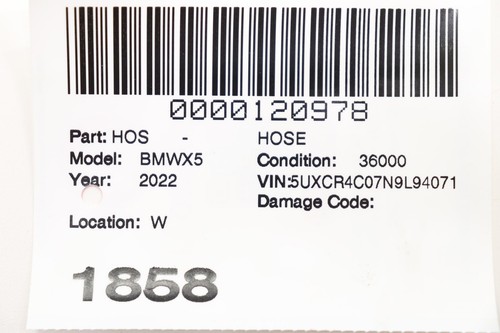 0000120978
Part: HOS - HOSE
Model: BMWX5 Condition: 36000
Year: 2022 VIN:5UXCR4C07N9L94071
Damage Code:
Location: W
1858